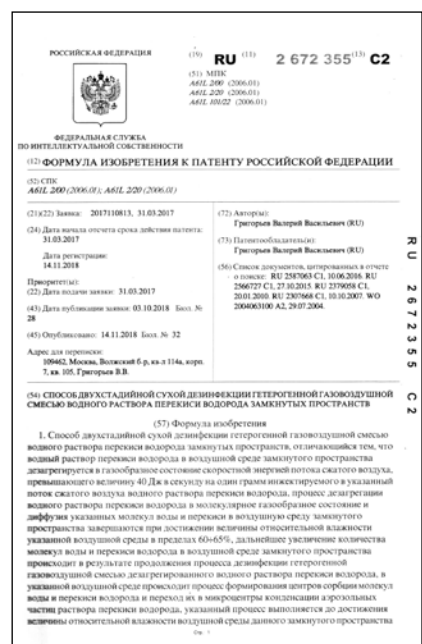 РОССИЙСКАЯ ФЕДЕРАЦИЯ
(19) RU (11) 2 672 355 (13) C2
(51) МПК
A61L 2/00 (2006.01)
A61L 2/20 (2006.01)
A61L 101/22 (2006.01)
ФЕДЕРАЛЬНАЯ СЛУЖБА
ПО ИНТЕЛЛЕКТУАЛЬНОЙ СОБСТВЕННОСТИ
(12) ФОРМУЛА ИЗОБРЕТЕНИЯ К ПАТЕНТУ РОССИЙСКОЙ ФЕДЕРАЦИИ
(52) СПК
A61L 2/00 (2006.01); A61L 2/20 (2006.01)
(21)(22) Заявка: 2017110813, 31.03.2017
(24) Дата начала отсчета срока действия патента:
31.03.2017
Дата регистрации:
14.11.2018
Приоритет(ы):
(22) Дата подачи заявки: 31.03.2017
(43) Дата публикации заявки: 03.10.2018 Бюл. №
28
(45) Опубликовано: 14.11.2018 Бюл. № 32
Адрес для переписки:
109462, Москва, Волжский б-р, кв-л 114а, корп.
7, кв. 105, Григорьев В.В.
(72) Автор(ы):
Григорьев Валерий Васильевич (RU)
(73) Патентообладатель(и):
Григорьев Валерий Васильевич (RU)
(56) Список документов, цитированных в отчете
о поиске: RU 2587063 C1, 10.06.2016. RU
2566727 C1, 27.10.2015. RU 2379058 C1,
20.01.2010. RU 2307668 C1, 10.10.2007. WO
2004063100 A2, 29.07.2004.
RU 2672355 C2
(54) СПОСОБ ДВУХСТАДИЙНОЙ СУХОЙ ДЕЗИНФЕКЦИИ ГЕТЕРОГЕННОЙ ГАЗОВОЗДУШНОЙ
СМЕСЬЮ ВОДНОГО РАСТВОРА ПЕРЕКИСИ ВОДОРОДА ЗАМКНУТЫХ ПРОСТРАНСТВ
(57) Формула изобретения
1. Способ двухстадийной сухой дезинфекции гетерогенной газовоздушной смесью
водного раствора перекиси водорода замкнутых пространств, отличающийся тем, что
водный раствор перекиси водорода в воздушной среде замкнутого пространства
дезагрегируется в газообразное состояние скоростной энергией потока сжатого воздуха,
превышающего величину 40 Дж в секунду на один грамм инжектируемого в указанный
поток сжатого воздуха водного раствора перекиси водорода, процесс дезагрегации
водного раствора перекиси водорода в молекулярное газообразное состояние и
диффузия указанных молекул воды и перекиси в воздушную среду замкнутого
пространства завершаются при достижении величины относительной влажности
указанной воздушной среды в пределах 60÷65%, дальнейшее увеличение количества
молекул воды и перекиси водорода в воздушной среде замкнутого пространства
происходит в результате продолжения процесса дезинфекции гетерогенной
газовоздушной смесью дезагрегированного водного раствора перекиси водорода, в
указанной воздушной среде происходит процесс формирования центров сорбции молекул
воды и перекиси водорода и переход их в микроцентры конденсации аэрозольных
частиц раствора перекиси водорода, указанный процесс выполняется до достижения
величины относительной влажности воздушной среды данного замкнутого пространства
Стр. 1